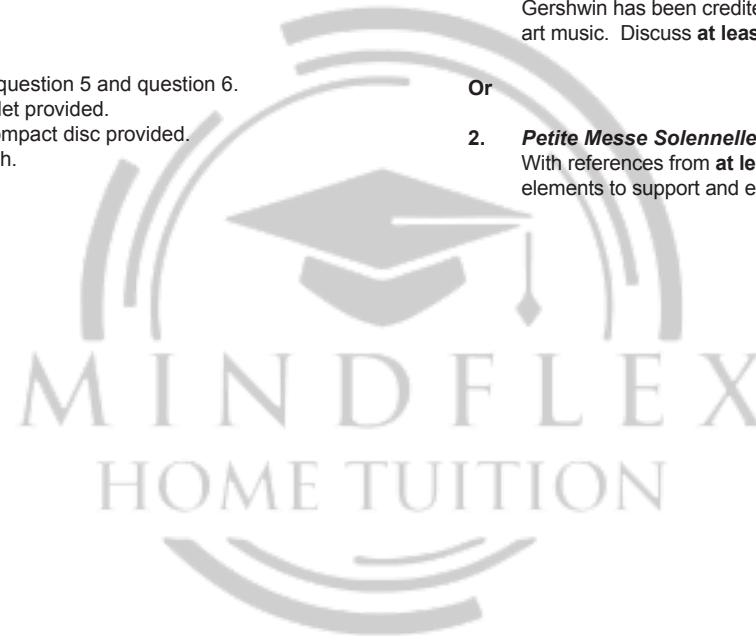 Gershwin has been credite
art music. Discuss at leas
question 5 and question 6.
let provided.
ompact disc provided.
h.
Or
2. Petite Messe Solennelle
With references from at le
elements to support and e
MINDFLEX
HOME TUITION